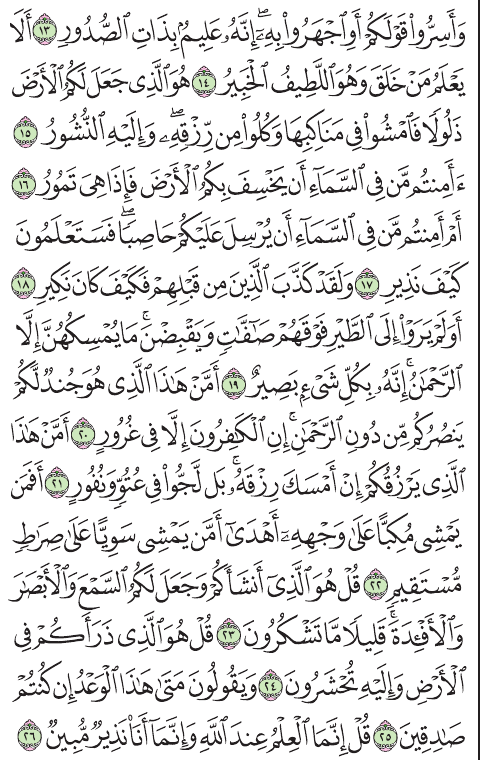 وَأَسِرُّوا۟ قَوْلَكُمْ أَوِ ٱجْهَرُوا۟ بِهِۦٓ ۖ إِنَّهُۥ عَلِيمٌۢ بِذَاتِ ٱلصُّدُورِ ١٣ أَلَا
يَعْلَمُ مَنْ خَلَقَ وَهُوَ ٱللَّطِيفُ ٱلْخَبِيرُ ١٤ هُوَ ٱلَّذِى جَعَلَ لَكُمُ ٱلْأَرْضَ
ذَلُولًا فَٱمْشُوا۟ فِى مَنَاكِبِهَا وَكُلُوا۟ مِن رِّزْقِهِۦ ۖ وَإِلَيْهِ ٱلنُّشُورُ ١٥
ءَأَمِنتُم مَّن فِى ٱلسَّمَآءِ أَن يَخْسِفَ بِكُمُ ٱلْأَرْضَ فَإِذَا هِىَ تَمُورُ ١٦
أَمْ أَمِنتُم مَّن فِى ٱلسَّمَآءِ أَن يُرْسِلَ عَلَيْكُمْ حَاصِبًا ۖ فَسَتَعْلَمُونَ
كَيْفَ نَذِيرِ ١٧ وَلَقَدْ كَذَّبَ ٱلَّذِينَ مِن قَبْلِهِمْ فَكَيْفَ كَانَ نَكِيرِ ١٨
أَوَلَمْ يَرَوْا۟ إِلَى ٱلطَّيْرِ فَوْقَهُمْ صَٰٓفَّٰتٍ وَيَقْبِضْنَ ۚ مَا يُمْسِكُهُنَّ إِلَّا
ٱلرَّحْمَٰنُ ۚ إِنَّهُۥ بِكُلِّ شَىْءٍۭ بَصِيرٌ ١٩ أَمَّنْ هَٰذَا ٱلَّذِى هُوَ جُندٌ لَّكُمْ
يَنصُرُكُم مِّن دُونِ ٱلرَّحْمَٰنِ ۚ إِنِ ٱلْكَٰفِرُونَ إِلَّا فِى غُرُورٍ ٢٠ أَمَّنْ هَٰذَا
ٱلَّذِى يَرْزُقُكُمْ إِنْ أَمْسَكَ رِزْقَهُۥ ۚ بَل لَّجُّوا۟ فِى عُتُوٍّ وَنُفُورٍ ٢١ أَفَمَن
يَمْشِى مُكِبًّا عَلَىٰ وَجْهِهِۦٓ أَهْدَىٰٓ أَمَّن يَمْشِى سَوِيًّا عَلَىٰ صِرَٰطٍ
مُّسْتَقِيمٍ ٢٢ قُلْ هُوَ ٱلَّذِىٓ أَنشَأَكُمْ وَجَعَلَ لَكُمُ ٱلسَّمْعَ وَٱلْأَبْصَٰرَ
وَٱلْأَفْـِٔدَةَ ۖ قَلِيلًا مَّا تَشْكُرُونَ ٢٣ قُلْ هُوَ ٱلَّذِى ذَرَأَكُمْ فِى
ٱلْأَرْضِ وَإِلَيْهِ تُحْشَرُونَ ٢٤ وَيَقُولُونَ مَتَىٰ هَٰذَا ٱلْوَعْدُ إِن كُنتُمْ
صَٰدِقِينَ ٢٥ قُلْ إِنَّمَا ٱلْعِلْمُ عِندَ ٱللَّهِ وَإِنَّمَآ أَنَا۠ نَذِيرٌ مُّبِينٌ ٢٦